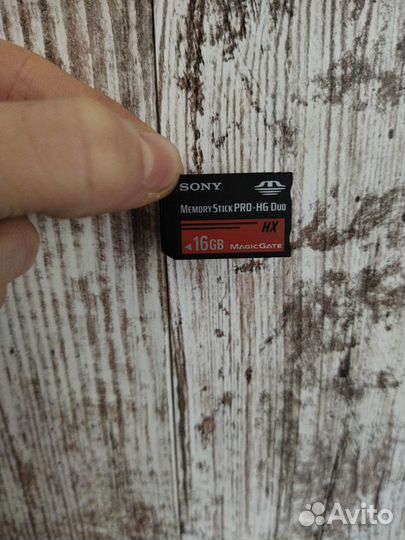 SONY
MEMORY STICK PRO-HG DUO
HX
16GB MAGICGATE
Avito